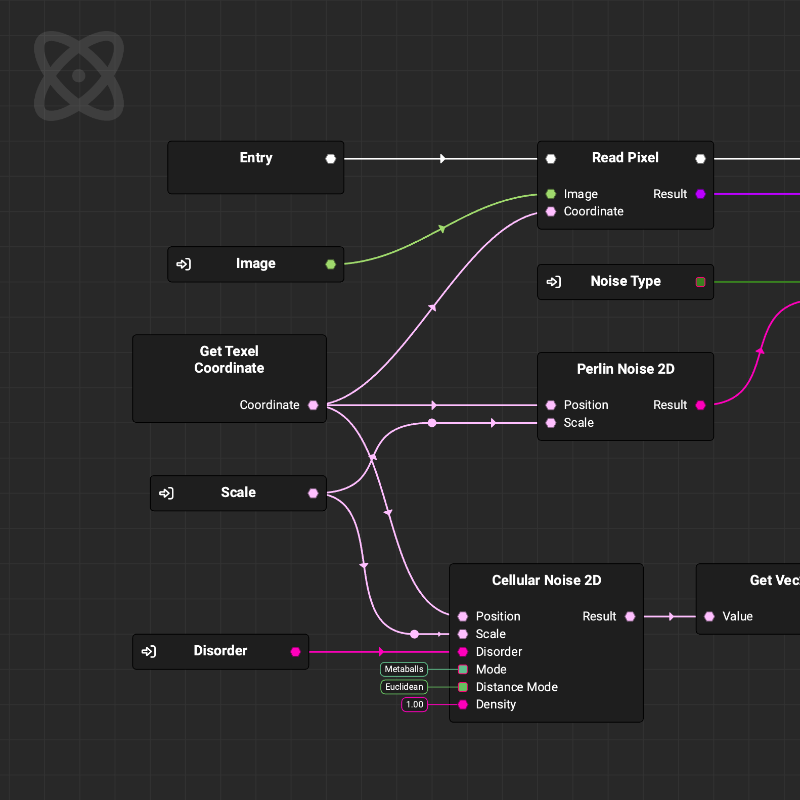 Entry
Read Pixel
Image
Result
Coordinate
Image
Noise Type
Get Texel
Coordinate
Coordinate
Perlin Noise 2D
Position
Result
Scale
Scale
Cellular Noise 2D
Position
Result
Scale
Disorder
Mode
Distance Mode
Density
Metaballs
Euclidean
1.00
Disorder
Get Vec
Value